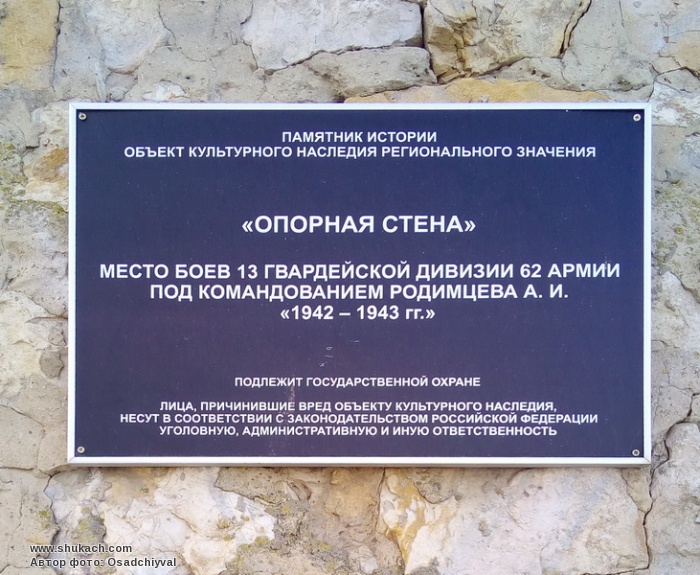 ПАМЯТНИК ИСТОРИИ
ОБЪЕКТ КУЛЬТУРНОГО НАСЛЕДИЯ РЕГИОНАЛЬНОГО ЗНАЧЕНИЯ
«ОПОРНАЯ СТЕНА»
МЕСТО БОЕВ 13 ГВАРДЕЙСКОЙ ДИВИЗИИ 62 АРМИИ
ПОД КОМАНДОВАНИЕМ РОДИМЦЕВА А. И.
«1942 – 1943 гг.»
ПОДЛЕЖИТ ГОСУДАРСТВЕННОЙ ОХРАНЕ
ЛИЦА, ПРИЧИНИВШИЕ ВРЕД ОБЪЕКТУ КУЛЬТУРНОГО НАСЛЕДИЯ,
НЕСУТ В СООТВЕТСТВИИ С ЗАКОНОДАТЕЛЬСТВОМ РОССИЙСКОЙ ФЕДЕРАЦИИ
УГОЛОВНУЮ, АДМИНИСТРАТИВНУЮ И ИНУЮ ОТВЕТСТВЕННОСТЬ
www.shukach.com
Автор фото: Osadchiyval